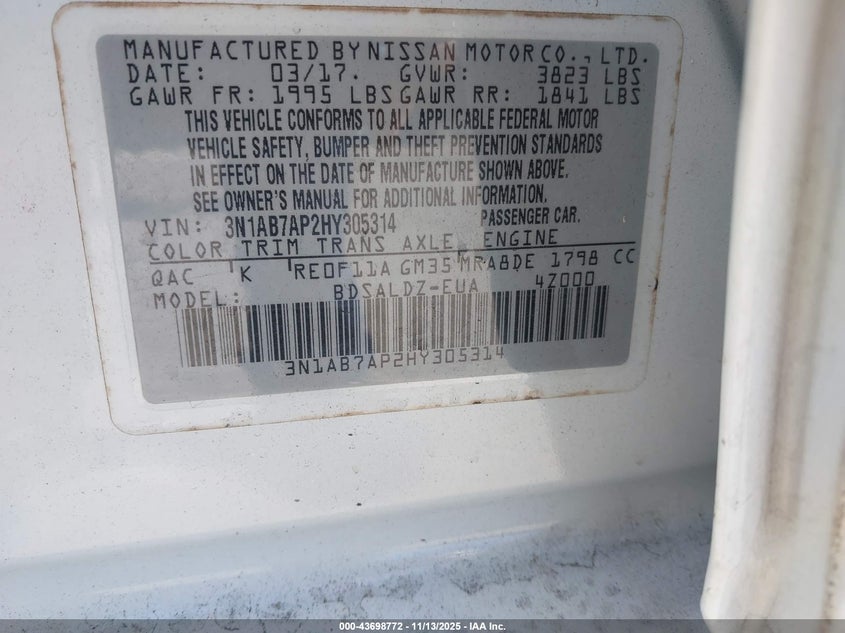 MANUFACTURED BY NISSAN MOTOR CO., LTD.
DATE: 03/17. GVWR: 3823 LBS
GAWR FR: 1995 LBS GAWR RR: 1841 LBS
THIS VEHICLE CONFORMS TO ALL APPLICABLE FEDERAL MOTOR
VEHICLE SAFETY, BUMPER AND THEFT PREVENTION STANDARDS
IN EFFECT ON THE DATE OF MANUFACTURE SHOWN ABOVE.
SEE OWNER'S MANUAL FOR ADDITIONAL INFORMATION.
VIN: 3N1AB7AP2HY305314 PASSENGER CAR.
COLOR TRIM TRANS AXLE ENGINE
QAC K RE0F11A GM35 MRA8DE 1798 CC
MODEL: BDSALDZ-EUA 4Z000
3N1AB7AP2HY305314
000-43698772 | 11/13/2025 - IAA Inc.